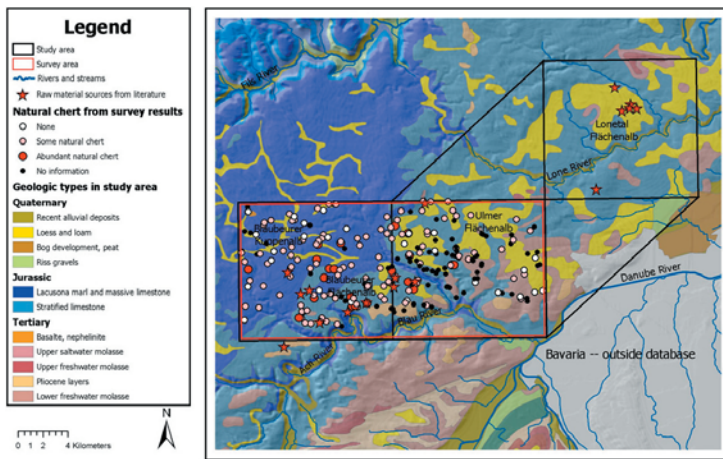 Legend
Study area
Survey area
Rivers and streams
Raw material sources from literature
Natural chert from survey results
None
Some natural chert
Abundant natural chert
No information
Geologic types in study area
Quaternary
Recent alluvial deposits
Loess and loam
Bog development, peat
Riss gravels
Jurassic
Lacusona marl and massive limestone
Stratified limestone
Tertiary
Basalte, nephelinite
Upper saltwater molasse
Upper freshwater molasse
Pliocene layers
Lower freshwater molasse
N
0 1 2 4 Kilometers
Fils River
Lonetal
Flächenalb
Lone River
Blaubeurer
Kuppenalb
Ulmer
Flächenalb
Blaubeurer
Flächenalb
Danube River
Blau River
Ach River
Bavaria -- outside database